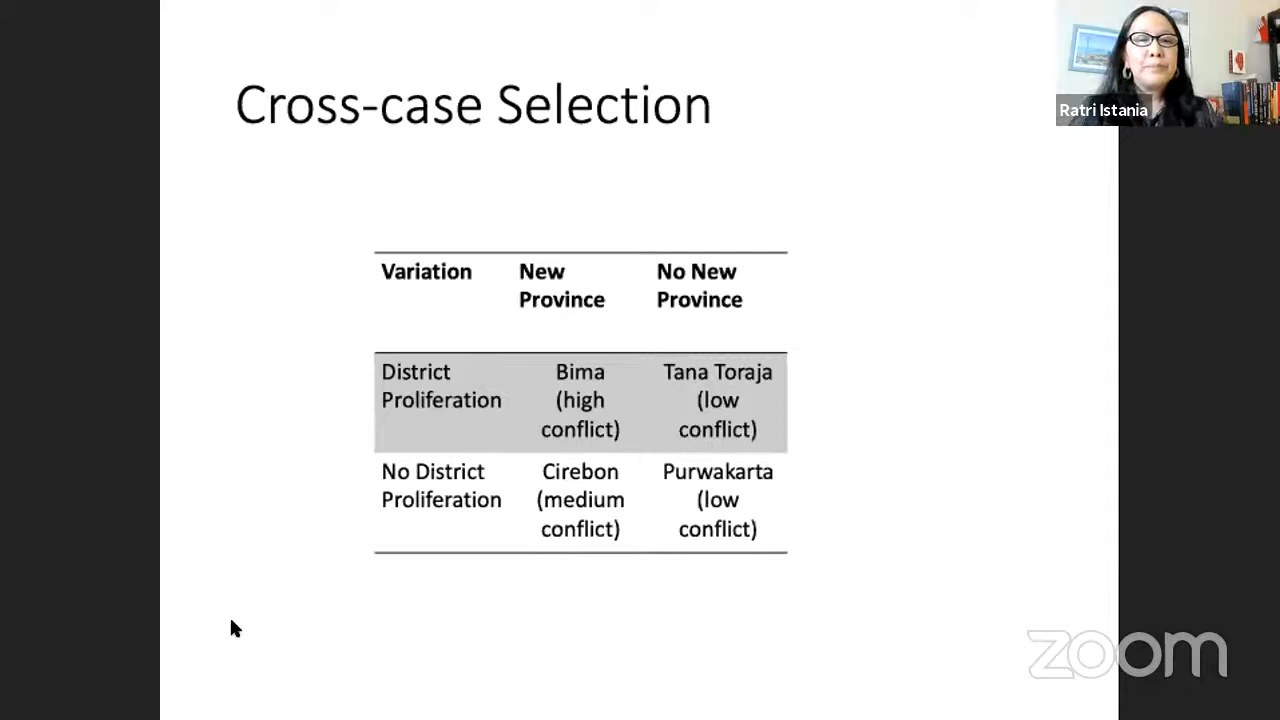 Cross-case Selection
Ratri Istania
Variation New Province No New Province
District Proliferation Bima (high conflict) Tana Toraja (low conflict)
No District Proliferation Cirebon (medium conflict) Purwakarta (low conflict)
zoom